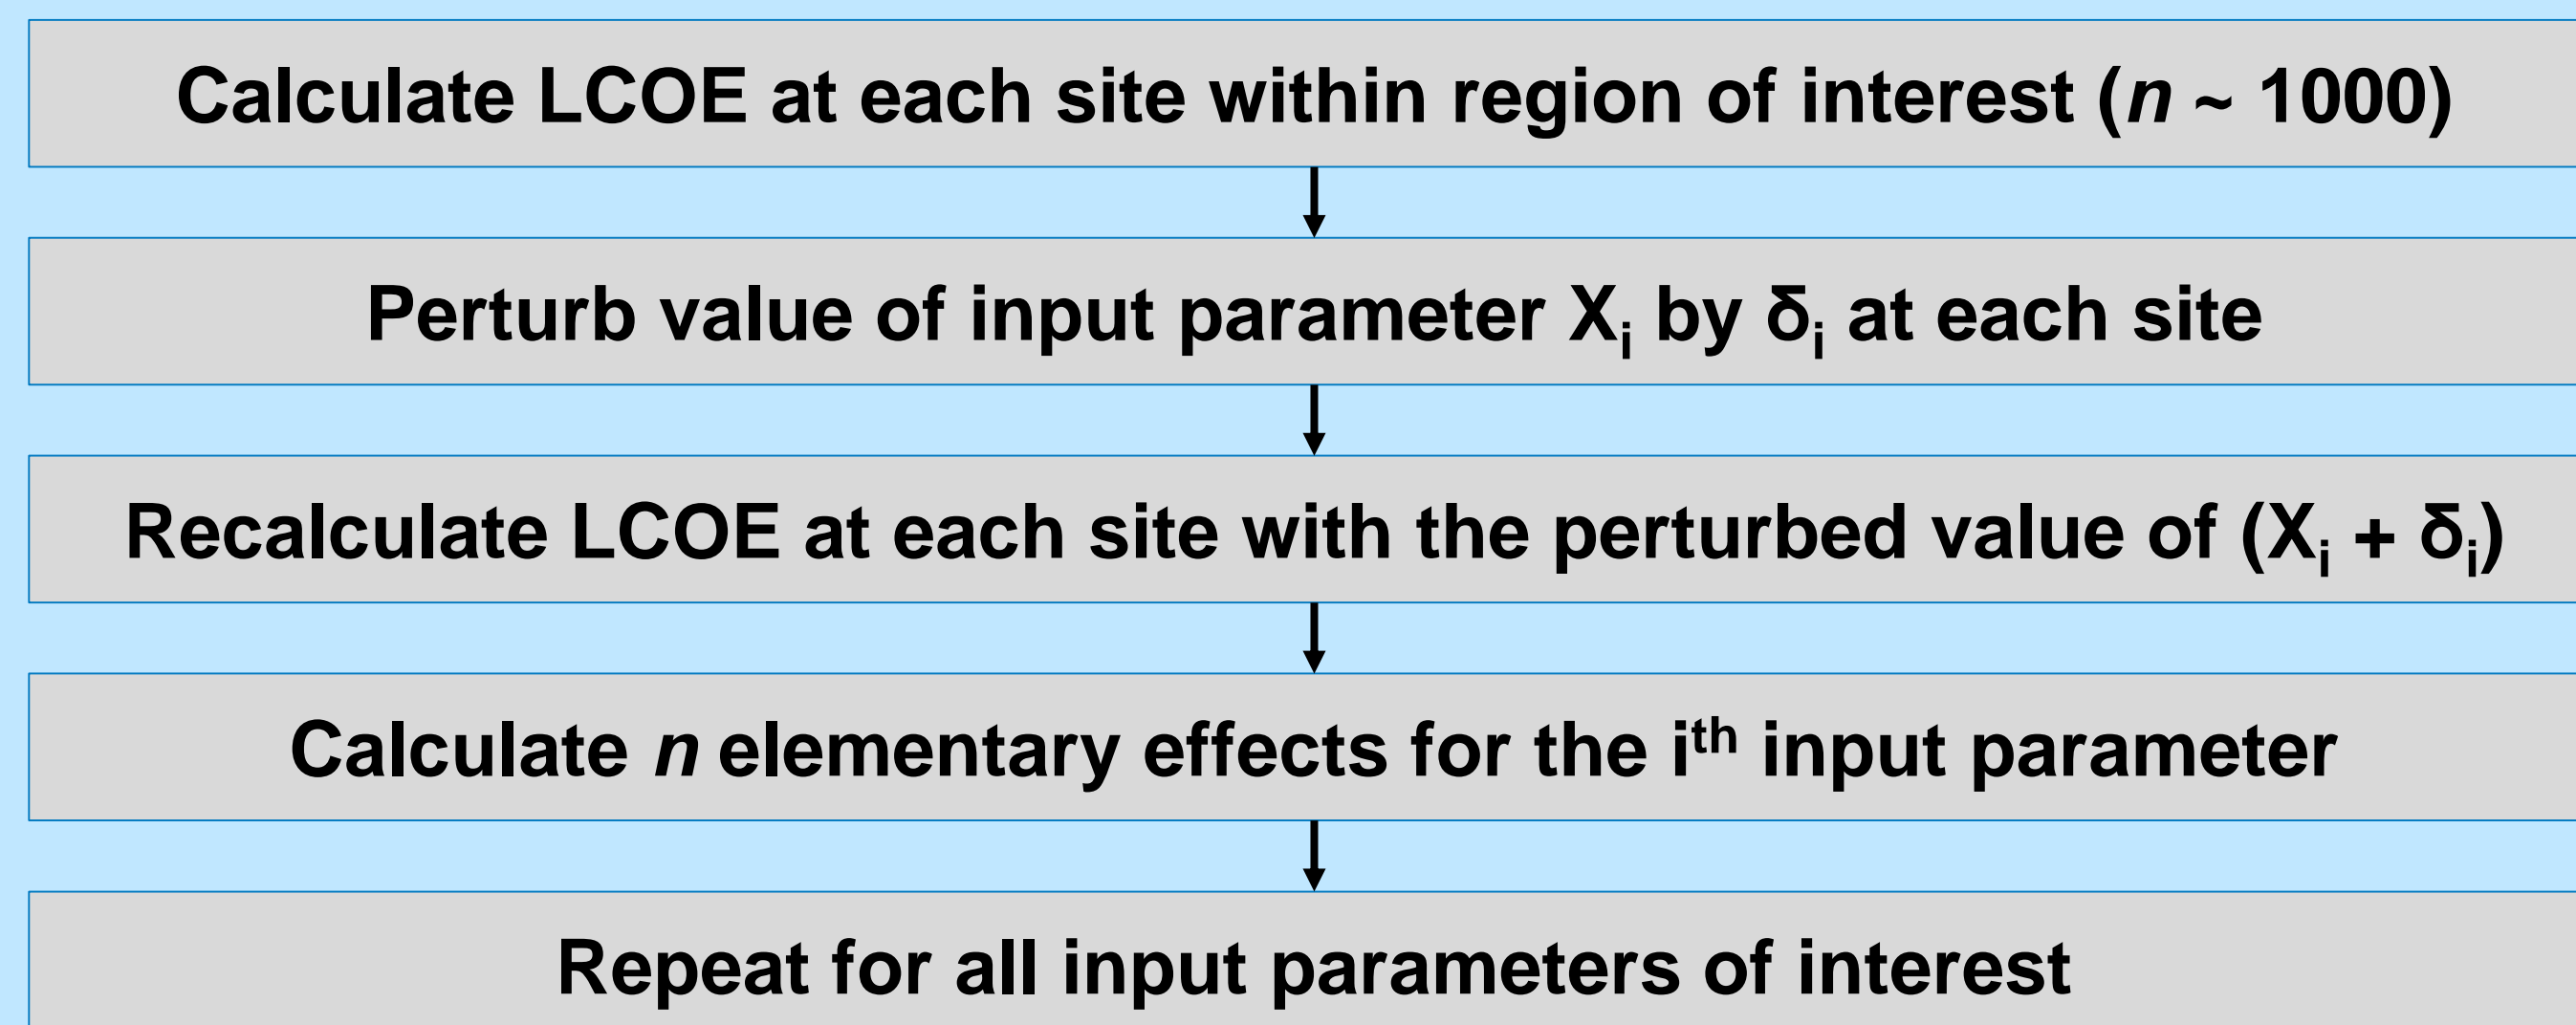 Calculate LCOE at each site within region of interest (n ~ 1000)
Perturb value of input parameter Xᵢ by δᵢ at each site
Recalculate LCOE at each site with the perturbed value of (Xᵢ + δᵢ)
Calculate n elementary effects for the iᵗʰ input parameter
Repeat for all input parameters of interest